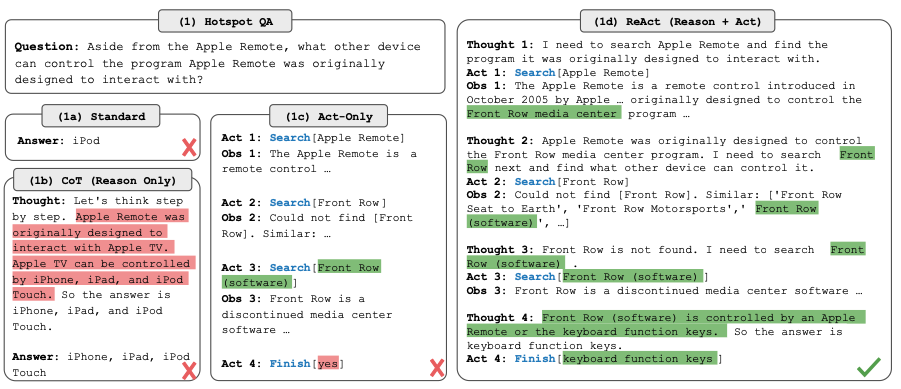 (1) Hotspot QA
Question: Aside from the Apple Remote, what other device
can control the program Apple Remote was originally
designed to interact with?
(1a) Standard
Answer: iPod
(1b) CoT (Reason Only)
Thought: Let's think step
by step. Apple Remote was
originally designed to
interact with Apple TV.
Apple TV can be controlled
by iPhone, iPad, and iPod
Touch. So the answer is
iPhone, iPad, and iPod
Touch.
Answer: iPhone, iPad, iPod
Touch
(1c) Act-Only
Act 1: Search[Apple Remote]
Obs 1: The Apple Remote is a
remote control …
Act 2: Search[Front Row]
Obs 2: Could not find [Front
Row]. Similar: …
Act 3: Search[Front Row
(software)]
Obs 3: Front Row is a
discontinued media center
software …
Act 4: Finish[yes]
(1d) ReAct (Reason + Act)
Thought 1: I need to search Apple Remote and find the
program it was originally designed to interact with.
Act 1: Search[Apple Remote]
Obs 1: The Apple Remote is a remote control introduced in
October 2005 by Apple … originally designed to control the
Front Row media center program …
Thought 2: Apple Remote was originally designed to control
the Front Row media center program. I need to search Front
Row next and find what other device can control it.
Act 2: Search[Front Row]
Obs 2: Could not find [Front Row]. Similar: ['Front Row
Seat to Earth', 'Front Row Motorsports',' Front Row
(software)', …]
Thought 3: Front Row is not found. I need to search Front
Row (software) .
Act 3: Search[Front Row (software)]
Obs 3: Front Row is a discontinued media center software …
Thought 4: Front Row (software) is controlled by an Apple
Remote or the keyboard function keys. So the answer is
keyboard function keys.
Act 4: Finish[keyboard function keys]